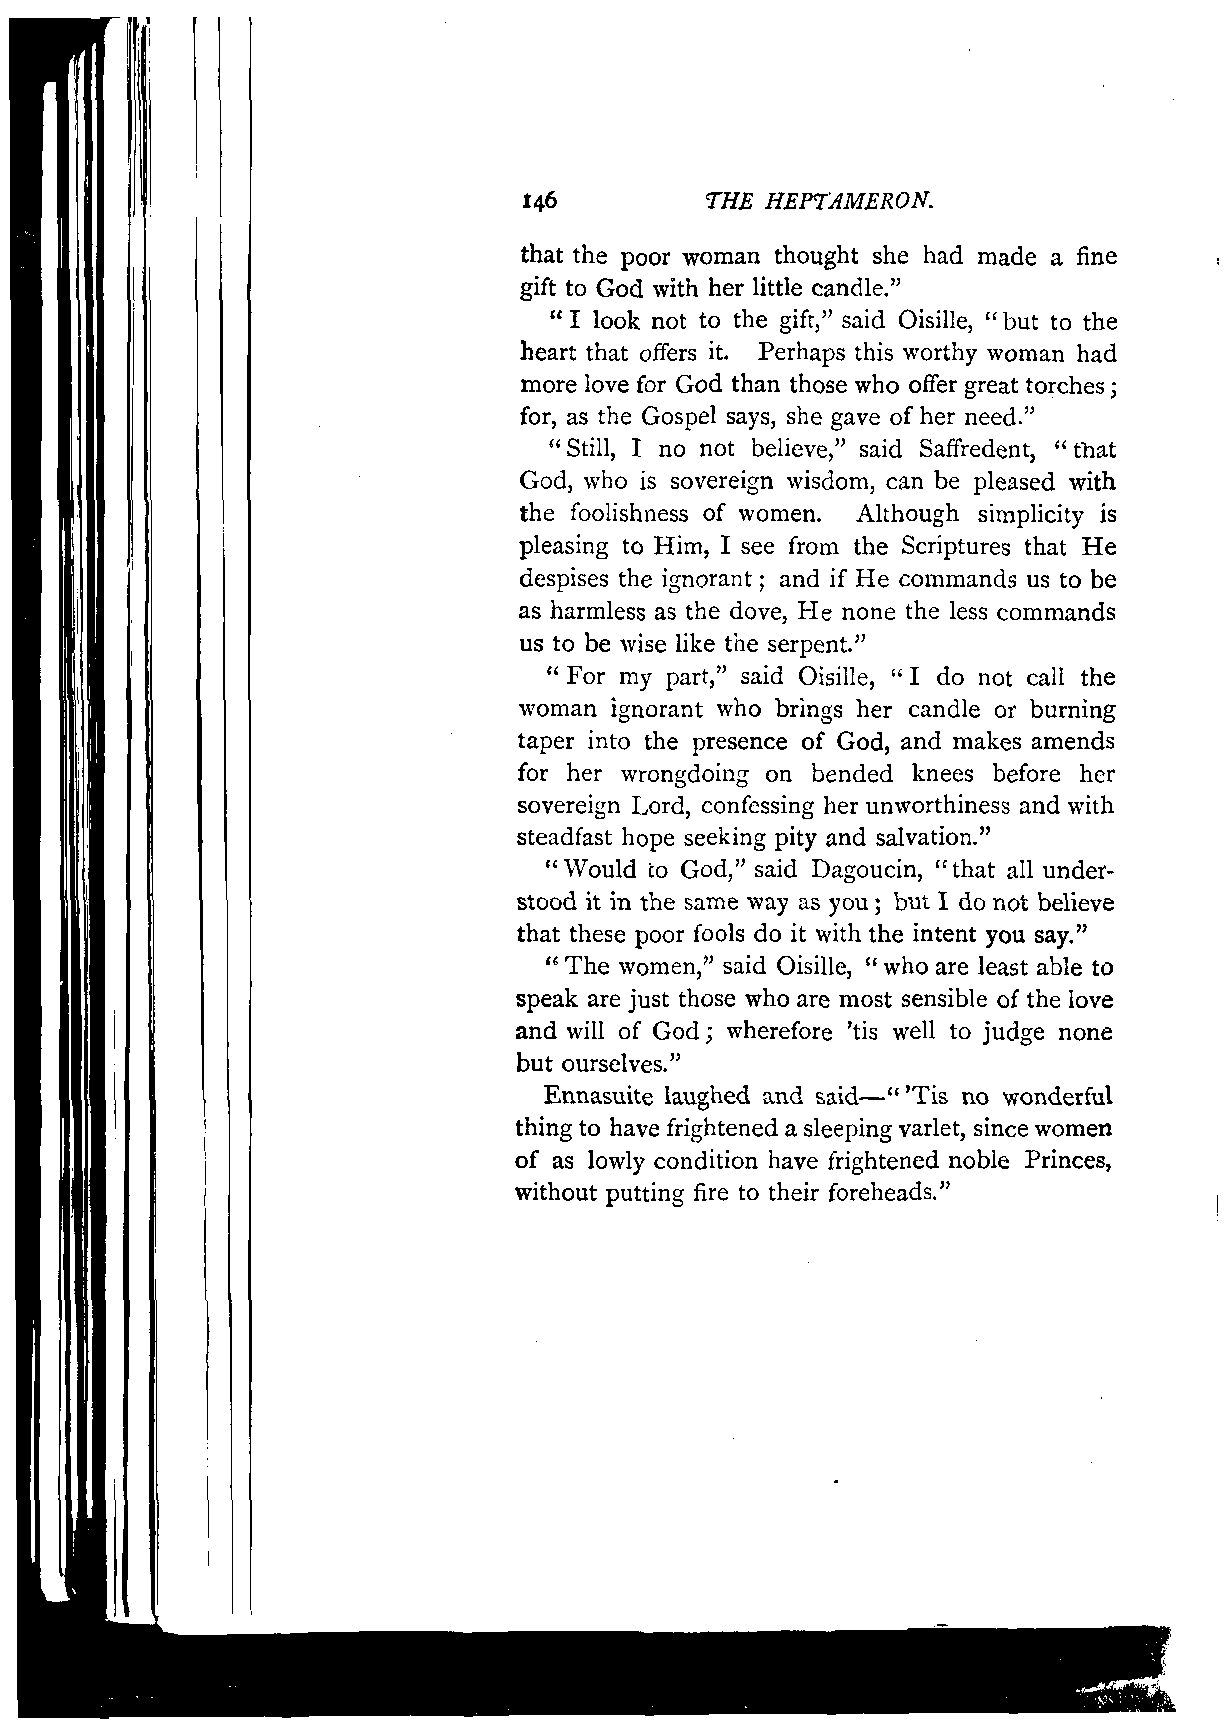 146 THE HEPTAMERON.
that the poor woman thought she had made a fine
gift to God with her little candle.”
“I look not to the gift,” said Oisille, “but to the
heart that offers it. Perhaps this worthy woman had
more love for God than those who offer great torches;
for, as the Gospel says, she gave of her need.”
“Still, I no not believe,” said Saffredent, “that
God, who is sovereign wisdom, can be pleased with
the foolishness of women. Although simplicity is
pleasing to Him, I see from the Scriptures that He
despises the ignorant; and if He commands us to be
as harmless as the dove, He none the less commands
us to be wise like the serpent.”
“For my part,” said Oisille, “I do not call the
woman ignorant who brings her candle or burning
taper into the presence of God, and makes amends
for her wrongdoing on bended knees before her
sovereign Lord, confessing her unworthiness and with
steadfast hope seeking pity and salvation.”
“Would to God,” said Dagoucin, “that all under-
stood it in the same way as you; but I do not believe
that these poor fools do it with the intent you say.”
“The women,” said Oisille, “who are least able to
speak are just those who are most sensible of the love
and will of God; wherefore ’tis well to judge none
but ourselves.”
Ennasuite laughed and said—“’Tis no wonderful
thing to have frightened a sleeping varlet, since women
of as lowly condition have frightened noble Princes,
without putting fire to their foreheads.”